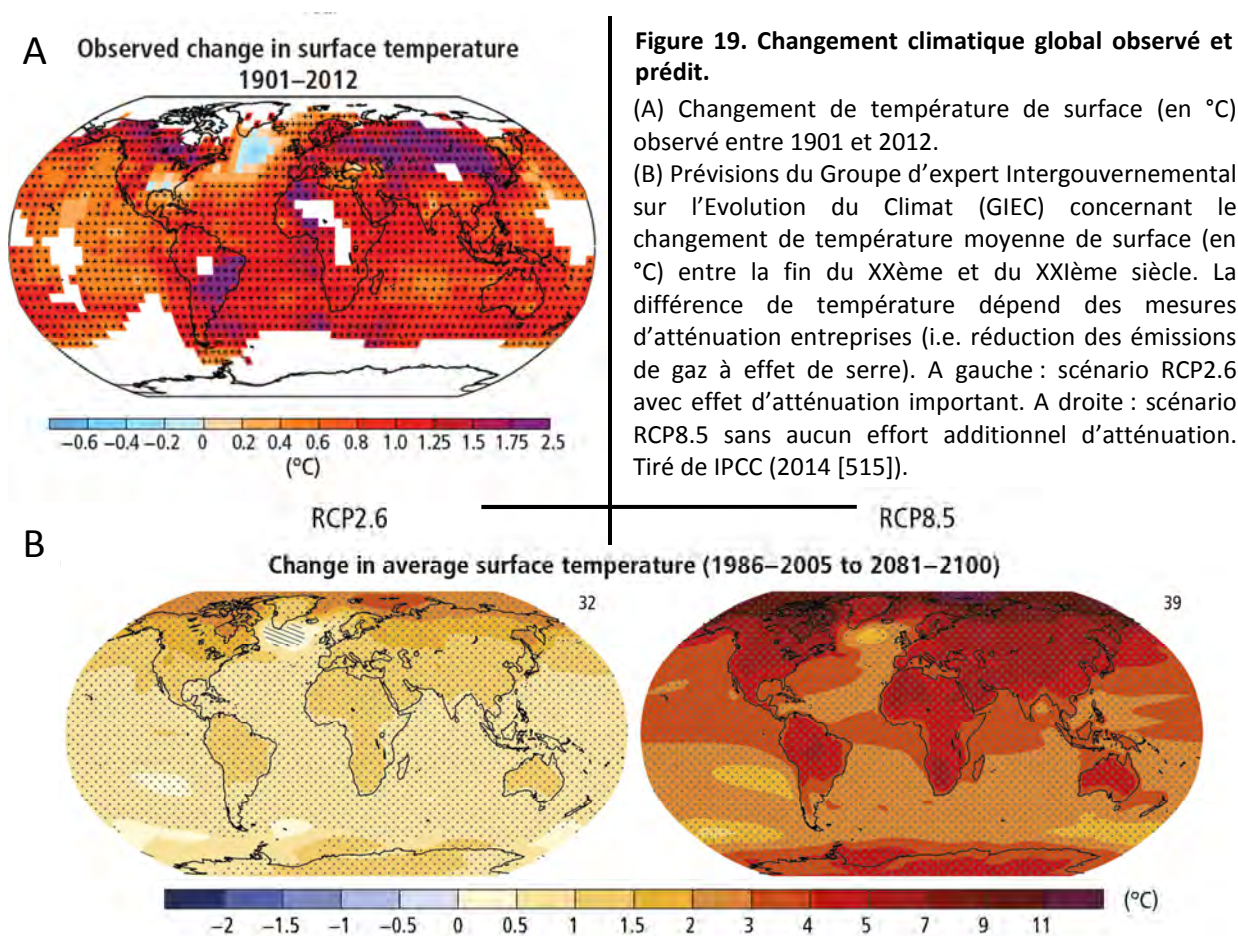 A
Observed change in surface temperature
1901–2012
−0.6 −0.4 −0.2 0 0.2 0.4 0.6 0.8 1.0 1.25 1.5 1.75 2.5
(°C)
Figure 19. Changement climatique global observé et
prédit.
(A) Changement de température de surface (en °C)
observé entre 1901 et 2012.
(B) Prévisions du Groupe d’expert Intergouvernemental
sur l’Evolution du Climat (GIEC) concernant le
changement de température moyenne de surface (en
°C) entre la fin du XXème et du XXIème siècle. La
différence de température dépend des mesures
d’atténuation entreprises (i.e. réduction des émissions
de gaz à effet de serre). A gauche : scénario RCP2.6
avec effet d’atténuation important. A droite : scénario
RCP8.5 sans aucun effort additionnel d’atténuation.
Tiré de IPCC (2014 [515]).
RCP2.6
RCP8.5
B
Change in average surface temperature (1986–2005 to 2081–2100)
32
39
(°C)
−2 −1.5 −1 −0.5 0 0.5 1 1.5 2 3 4 5 7 9 11